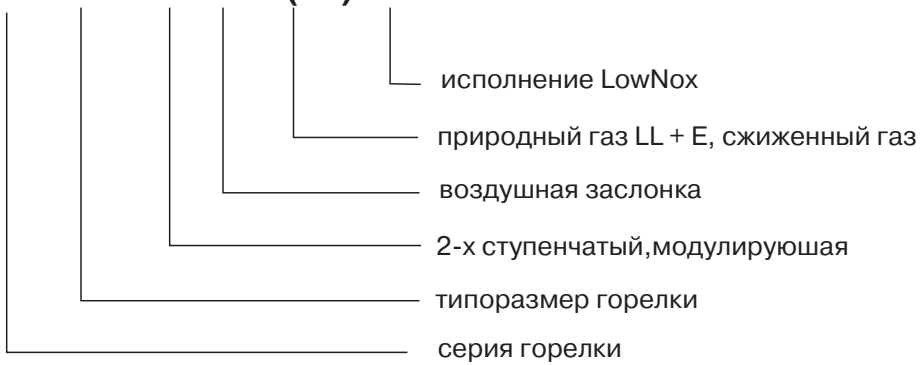 исполнение LowNox
природный газ LL + E, сжиженный газ
воздушная заслонка
2-х ступенчатый,модулируюшая
типоразмер горелки
серия горелки